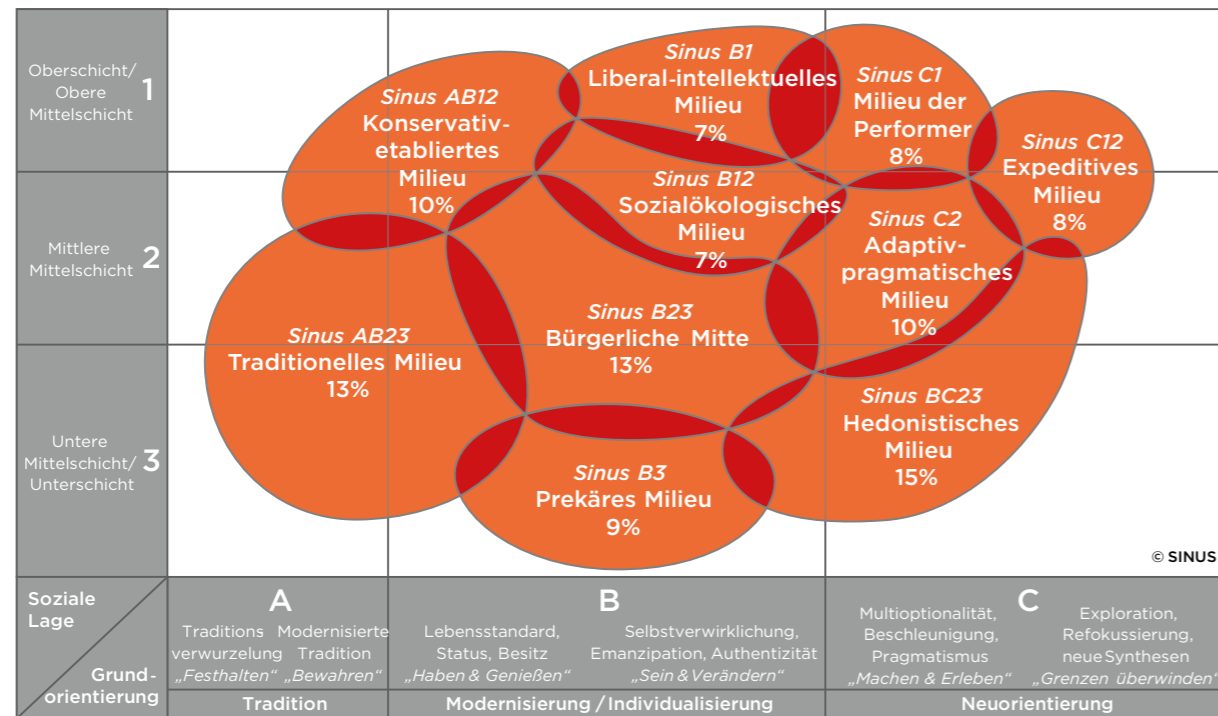 Oberschicht/
Obere
Mittelschicht
1
Mittlere
Mittelschicht
2
Untere
Mittelschicht/
Unterschicht
3
Sinus AB12
Konservativ-
etabliertes
Milieu
10%
Sinus B1
Liberal-intellektuelles
Milieu
7%
Sinus C1
Milieu der
Performer
8%
Sinus C12
Expeditives
Milieu
8%
Sinus B12
Sozialökologisches
Milieu
7%
Sinus C2
Adaptiv-
pragmatisches
Milieu
10%
Sinus AB23
Traditionelles Milieu
13%
Sinus B23
Bürgerliche Mitte
13%
Sinus BC23
Hedonistisches
Milieu
15%
Sinus B3
Prekäres Milieu
9%
© SINUS
Soziale
Lage
Grund-
orientierung
A
Traditions
verwurzelung
„Festhalten“
Modernisierte
Tradition
„Bewahren“
Tradition
B
Lebensstandard,
Status, Besitz
„Haben & Genießen“
Selbstverwirklichung,
Emanzipation, Authentizität
„Sein & Verändern“
Modernisierung / Individualisierung
C
Multioptionalität,
Beschleunigung,
Pragmatismus
„Machen & Erleben“
Exploration,
Refokussierung,
neue Synthesen
„Grenzen überwinden“
Neuorientierung